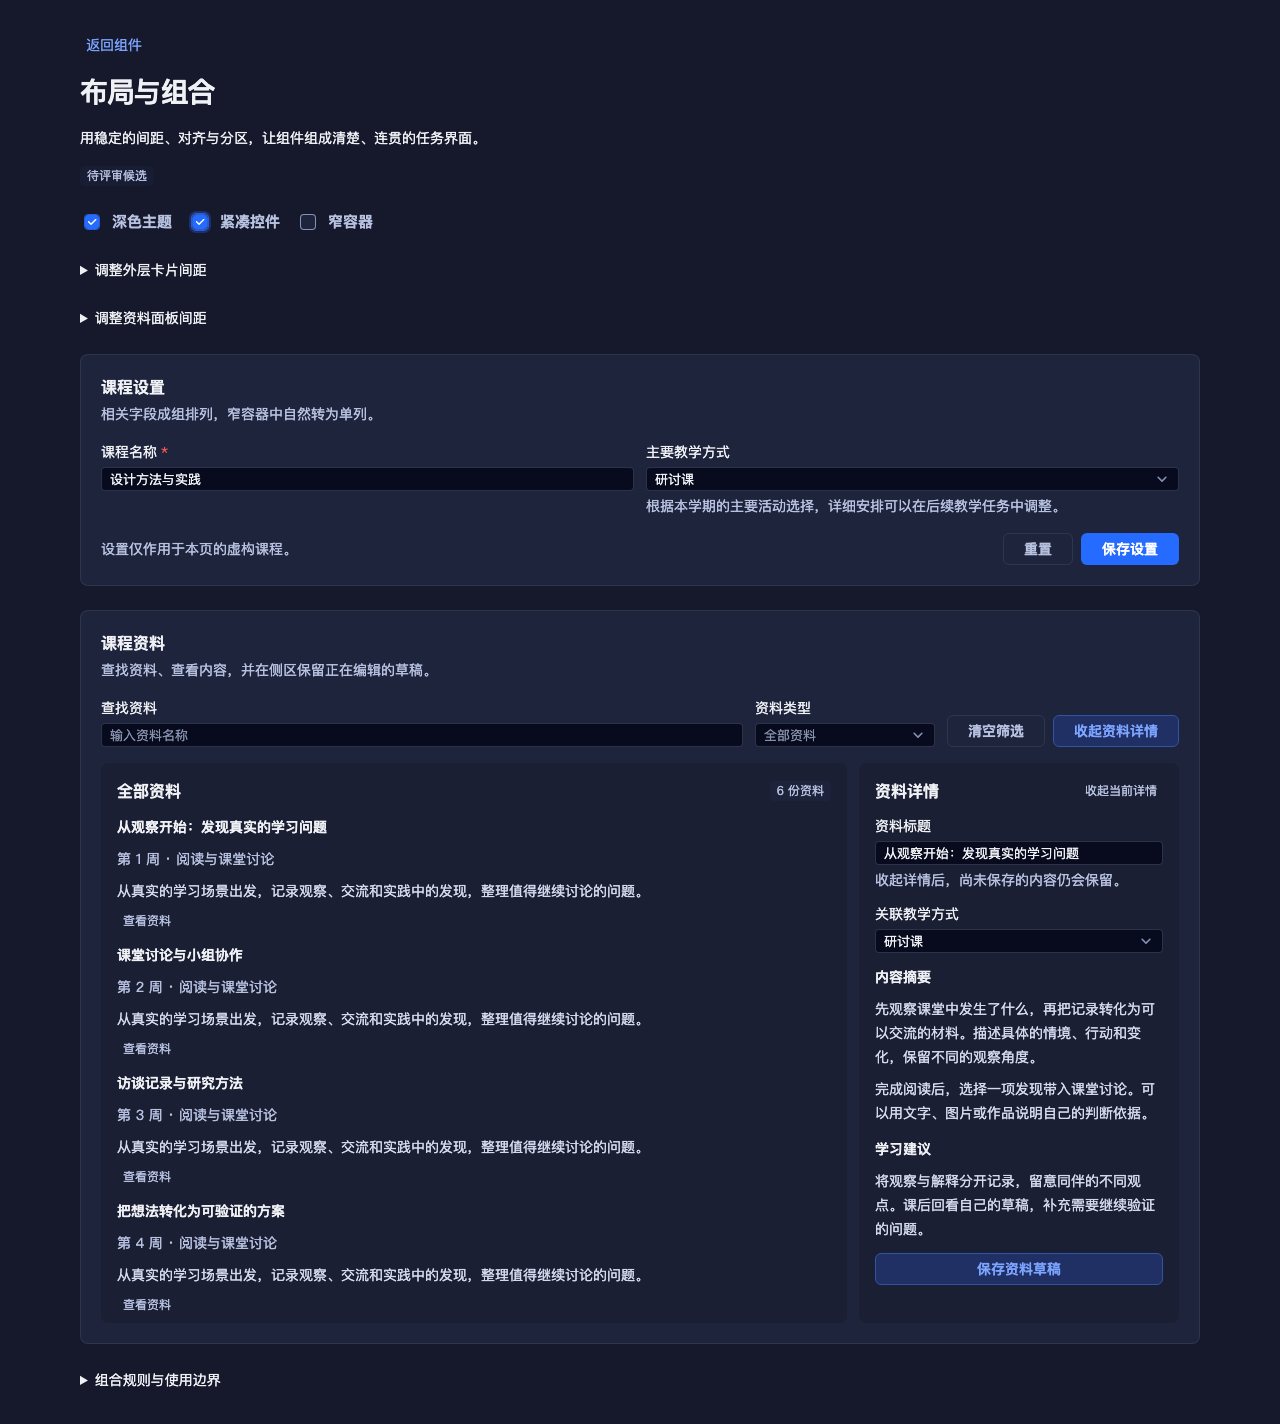 返回组件
布局与组合
用稳定的间距、对齐与分区，让组件组成清楚、连贯的任务界面。
待评审候选
深色主题 紧凑控件 窄容器
调整外层卡片间距
调整资料面板间距
课程设置
相关字段成组排列，窄容器中自然转为单列。
课程名称 * 主要教学方式
设计方法与实践 研讨课
根据本学期的主要活动选择，详细安排可以在后续教学任务中调整。
设置仅作用于本页的虚构课程。 重置 保存设置
课程资料
查找资料、查看内容，并在侧区保留正在编辑的草稿。
查找资料 资料类型
输入资料名称 全部资料 清空筛选 收起资料详情
全部资料 6 份资料
从观察开始：发现真实的学习问题
第 1 周 · 阅读与课堂讨论
从真实的学习场景出发，记录观察、交流和实践中的发现，整理值得继续讨论的问题。
查看资料
课堂讨论与小组协作
第 2 周 · 阅读与课堂讨论
从真实的学习场景出发，记录观察、交流和实践中的发现，整理值得继续讨论的问题。
查看资料
访谈记录与研究方法
第 3 周 · 阅读与课堂讨论
从真实的学习场景出发，记录观察、交流和实践中的发现，整理值得继续讨论的问题。
查看资料
把想法转化为可验证的方案
第 4 周 · 阅读与课堂讨论
从真实的学习场景出发，记录观察、交流和实践中的发现，整理值得继续讨论的问题。
查看资料
资料详情 收起当前详情
资料标题
从观察开始：发现真实的学习问题
收起详情后，尚未保存的内容仍会保留。
关联教学方式
研讨课
内容摘要
先观察课堂中发生了什么，再把记录转化为可
以交流的材料。描述具体的情境、行动和变
化，保留不同的观察角度。
完成阅读后，选择一项发现带入课堂讨论。可
以用文字、图片或作品说明自己的判断依据。
学习建议
将观察与解释分开记录，留意同伴的不同观
点。课后回看自己的草稿，补充需要继续验证
的问题。
保存资料草稿
组合规则与使用边界